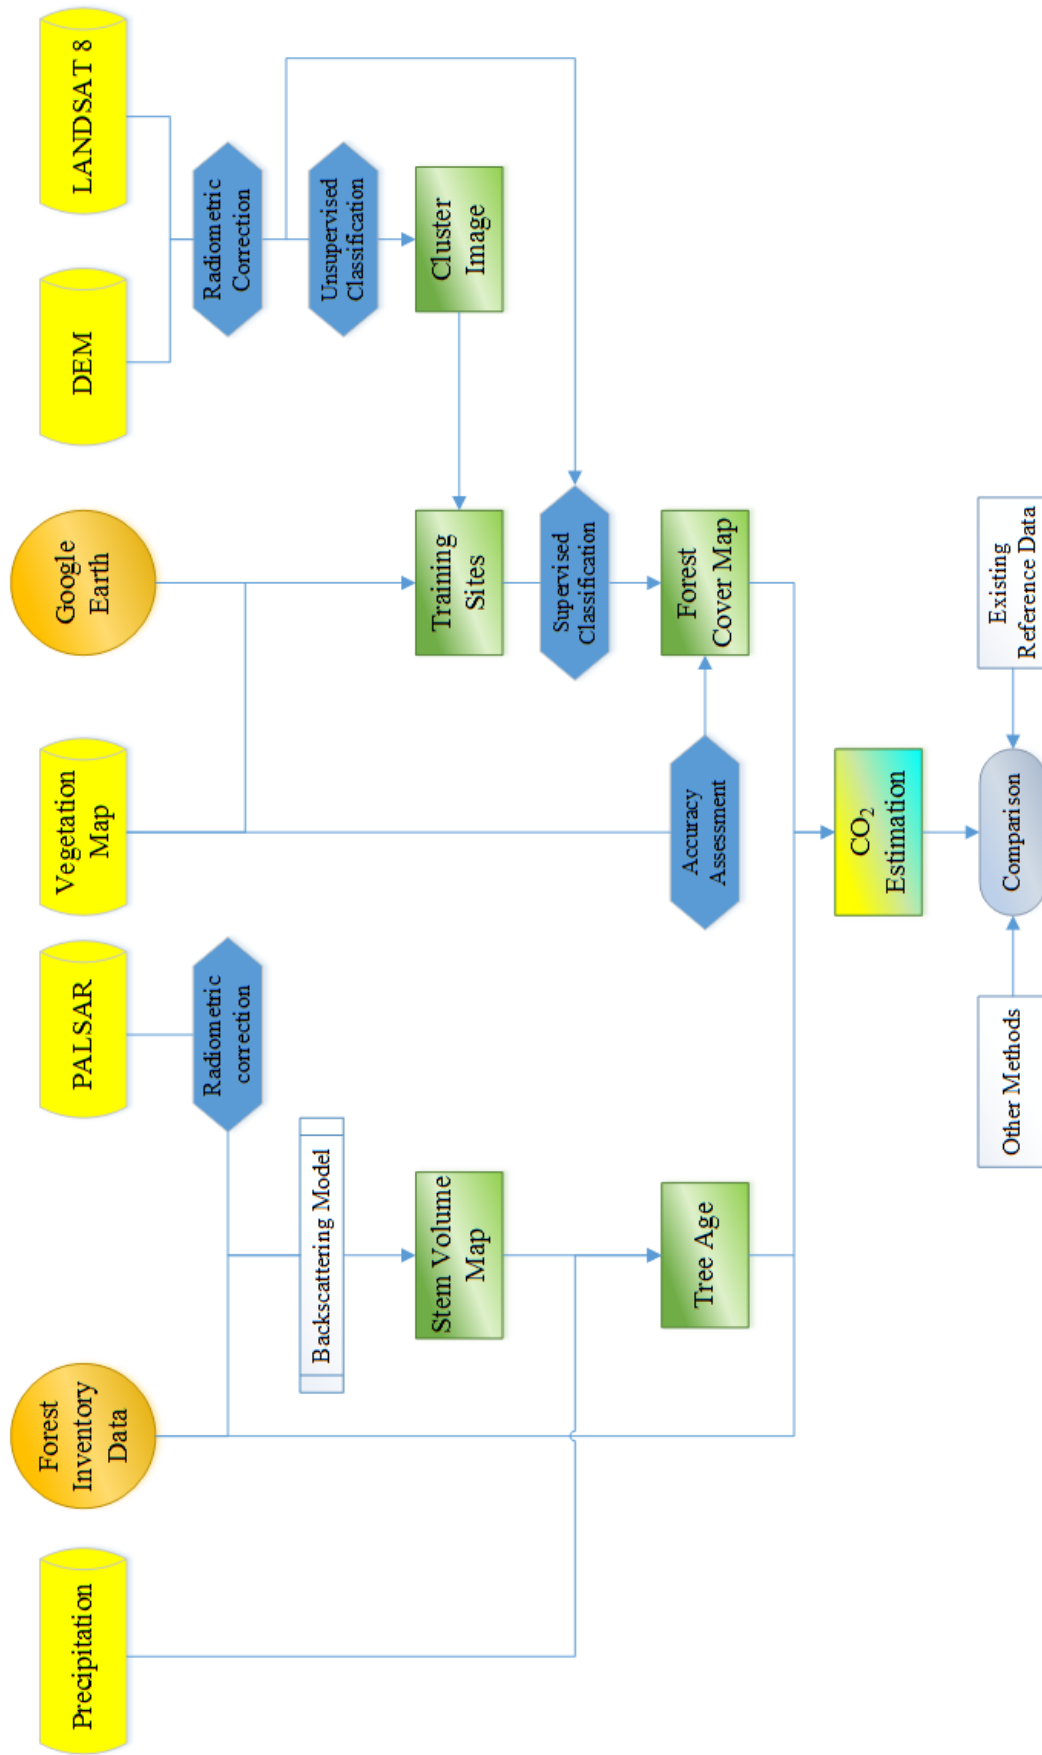 Precipitation
Forest
Inventory
Data
PALSAR
Vegetation
Map
Google
Earth
DEM
LANDSAT 8
Radiometric
correction
Radiometric
Correction
Backscattering Model
Unsupervised
Classification
Stem Volume
Map
Training
Sites
Cluster
Image
Supervised
Classification
Tree Age
Accuracy
Assessment
Forest
Cover Map
CO₂
Estimation
Other Methods
Comparison
Existing
Reference Data